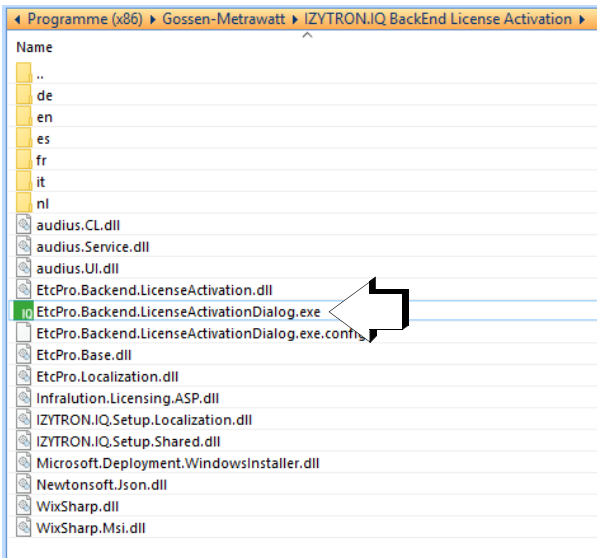 Programme (x86) Gossen-Metrawatt IZYTRON.IQ BackEnd License Activation
Name
..
de
en
es
fr
it
nl
audius.CL.dll
audius.Service.dll
audius.UI.dll
EtcPro.Backend.LicenseActivation.dll
IQ EtcPro.Backend.LicenseActivationDialog.exe
EtcPro.Backend.LicenseActivationDialog.exe.config
EtcPro.Base.dll
EtcPro.Localization.dll
Infralution.Licensing.ASP.dll
IZYTRON.IQ.Setup.Localization.dll
IZYTRON.IQ.Setup.Shared.dll
Microsoft.Deployment.WindowsInstaller.dll
Newtonsoft.Json.dll
WixSharp.dll
WixSharp.Msi.dll